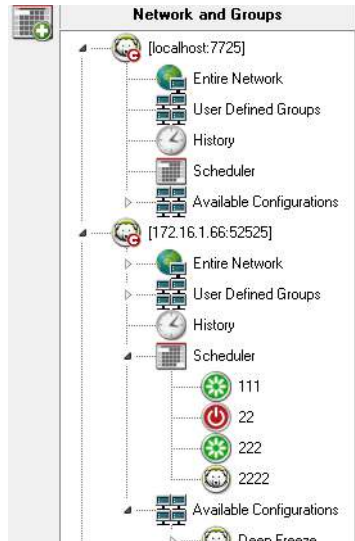 Network and Groups
[localhost:7725]
Entire Network
User Defined Groups
History
Scheduler
Available Configurations
[172.16.1.66:52525]
Entire Network
User Defined Groups
History
Scheduler
111
22
222
2222
Available Configurations
Deep Freeze